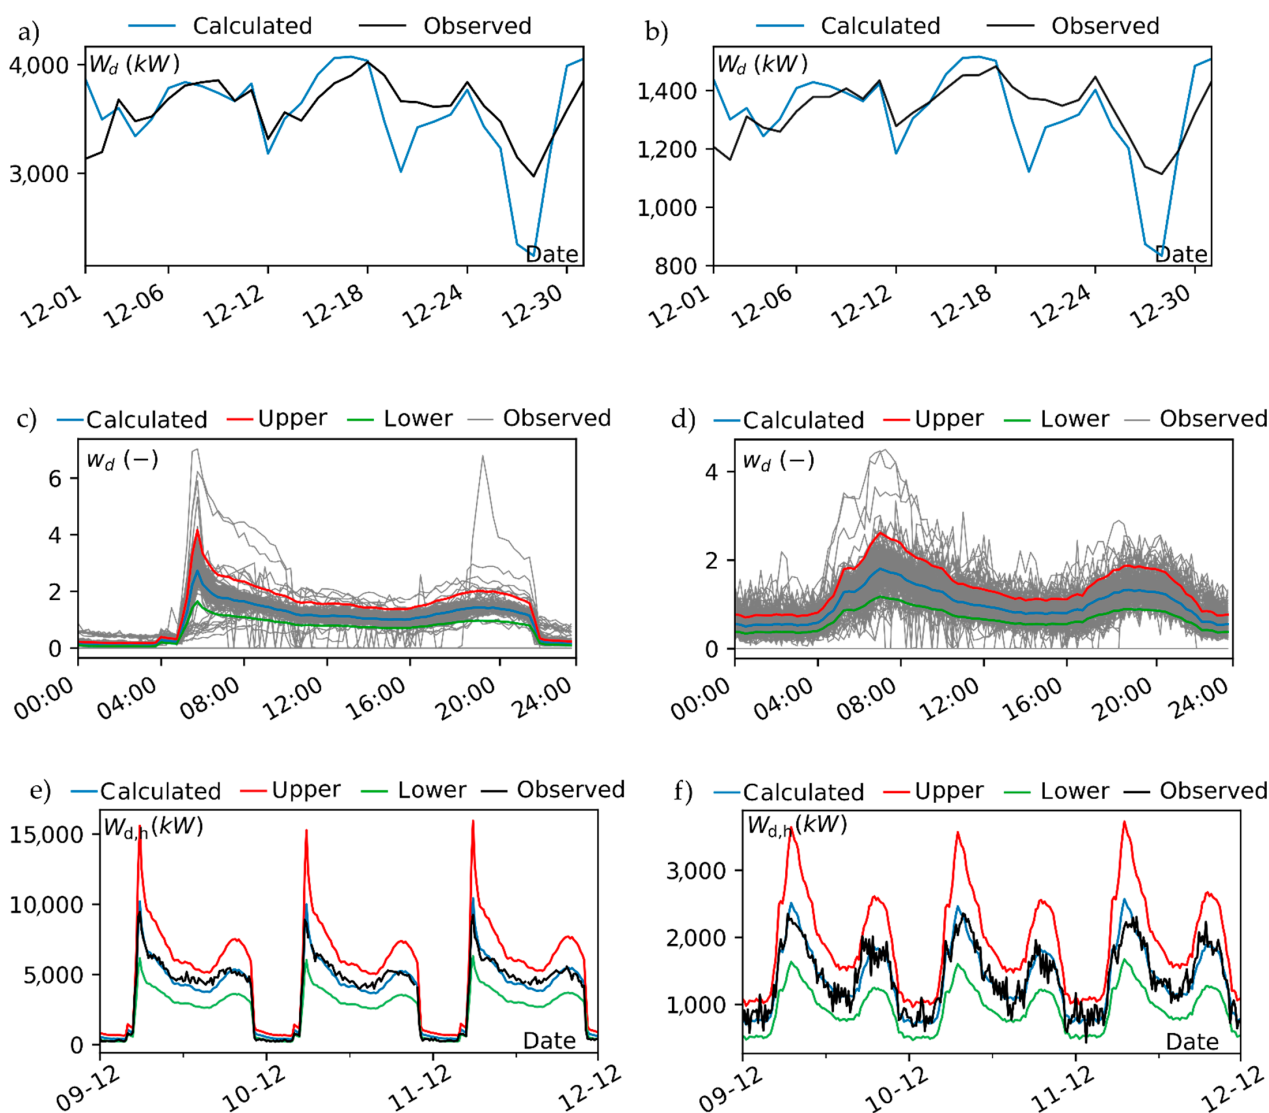 a) Calculated Observed
W_d (kW)
4,000
3,000
Date
12-01 12-06 12-12 12-18 12-24 12-30
b) Calculated Observed
W_d (kW)
1,400
1,200
1,000
800
Date
12-01 12-06 12-12 12-18 12-24 12-30
c) Calculated Upper Lower Observed
w_d (−)
6
4
2
0
00:00 04:00 08:00 12:00 16:00 20:00 24:00
d) Calculated Upper Lower Observed
w_d (−)
4
2
0
00:00 04:00 08:00 12:00 16:00 20:00 24:00
e) Calculated Upper Lower Observed
W_d,h (kW)
15,000
10,000
5,000
0
Date
09-12 10-12 11-12 12-12
f) Calculated Upper Lower Observed
W_d,h (kW)
3,000
2,000
1,000
Date
09-12 10-12 11-12 12-12